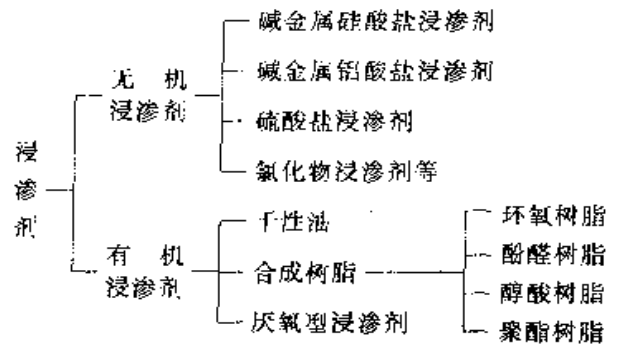 浸渗剂
无机
浸渗剂
碱金属硅酸盐浸渗剂
碱金属铝酸盐浸渗剂
硫酸盐浸渗剂
氯化物浸渗剂等
有机
浸渗剂
干性油
合成树脂
厌氧型浸渗剂
环氧树脂
酚醛树脂
醇酸树脂
聚酯树脂